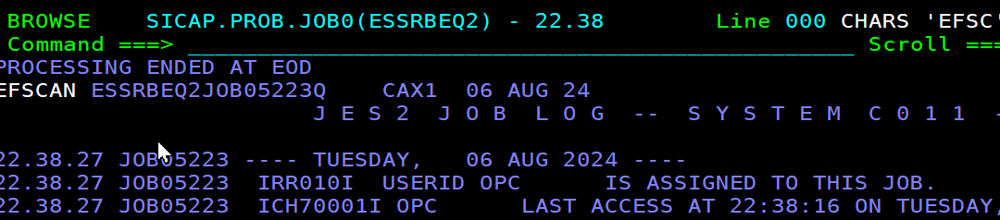 BROWSE    SICAP.PROB.JOB0(ESSRBEQ2) - 22.38        Line 000 CHARS 'EFSC'
Command ===> ________________________________________________ Scroll ===
PROCESSING ENDED AT EOD
EFSCAN ESSRBEQ2JOB05223Q    CAX1  06 AUG 24
J E S 2  J O B  L O G  --  S Y S T E M  C 0 1 1  -
22.38.27 JOB05223 ---- TUESDAY,   06 AUG 2024 ----
22.38.27 JOB05223  IRR010I  USERID OPC      IS ASSIGNED TO THIS JOB.
22.38.27 JOB05223  ICH70001I OPC      LAST ACCESS AT 22:38:16 ON TUESDAY,